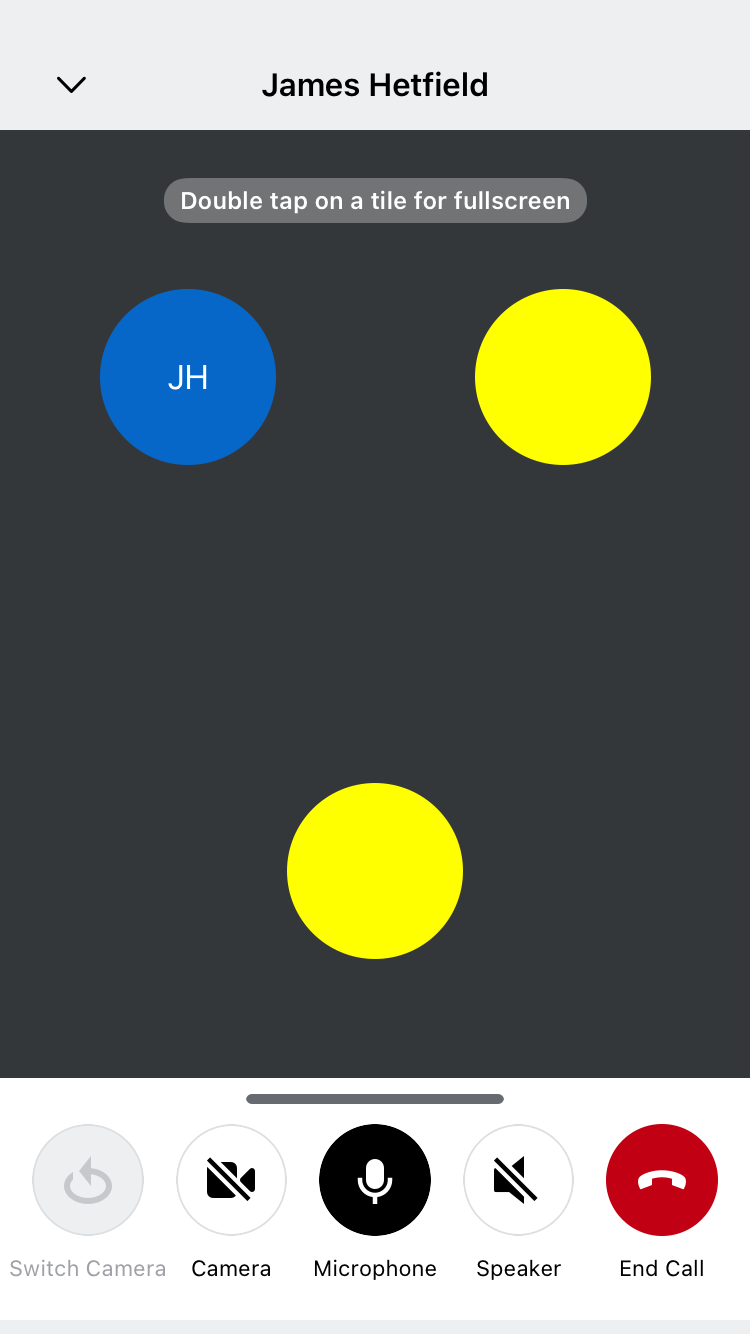 James Hetfield
Double tap on a tile for fullscreen
JH
Switch Camera
Camera
Microphone
Speaker
End Call